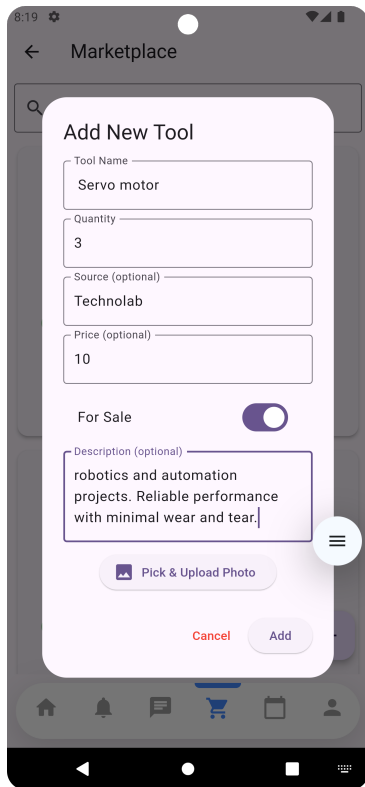 8:19
Marketplace
Add New Tool
Tool Name
Servo motor
Quantity
3
Source (optional)
Technolab
Price (optional)
10
For Sale
Description (optional)
robotics and automation
projects. Reliable performance
with minimal wear and tear.
Pick & Upload Photo
Cancel
Add